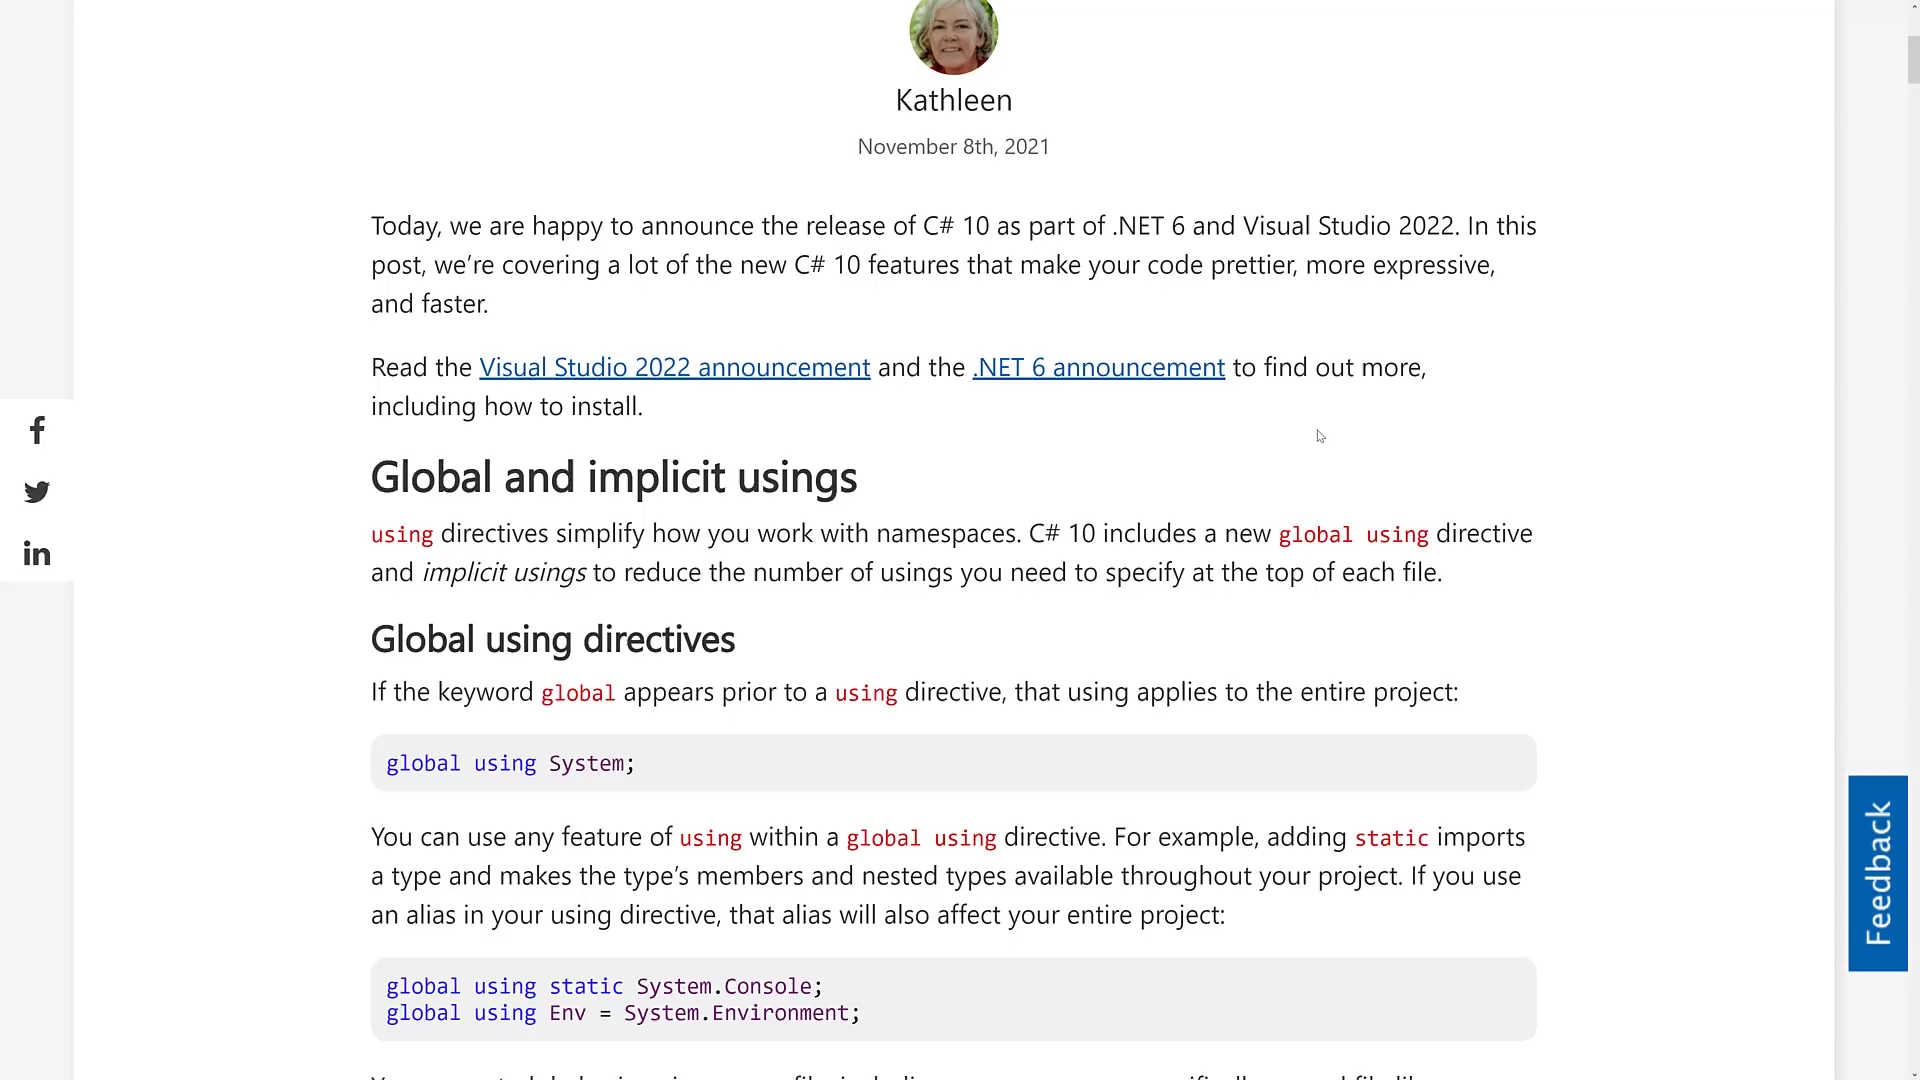 Kathleen
November 8th, 2021
Today, we are happy to announce the release of C# 10 as part of .NET 6 and Visual Studio 2022. In this
post, we’re covering a lot of the new C# 10 features that make your code prettier, more expressive,
and faster.
Read the Visual Studio 2022 announcement and the .NET 6 announcement to find out more,
including how to install.
Global and implicit usings
using directives simplify how you work with namespaces. C# 10 includes a new global using directive
and implicit usings to reduce the number of usings you need to specify at the top of each file.
Global using directives
If the keyword global appears prior to a using directive, that using applies to the entire project:
global using System;
You can use any feature of using within a global using directive. For example, adding static imports
a type and makes the type’s members and nested types available throughout your project. If you use
an alias in your using directive, that alias will also affect your entire project:
global using static System.Console;
global using Env = System.Environment;
Feedback